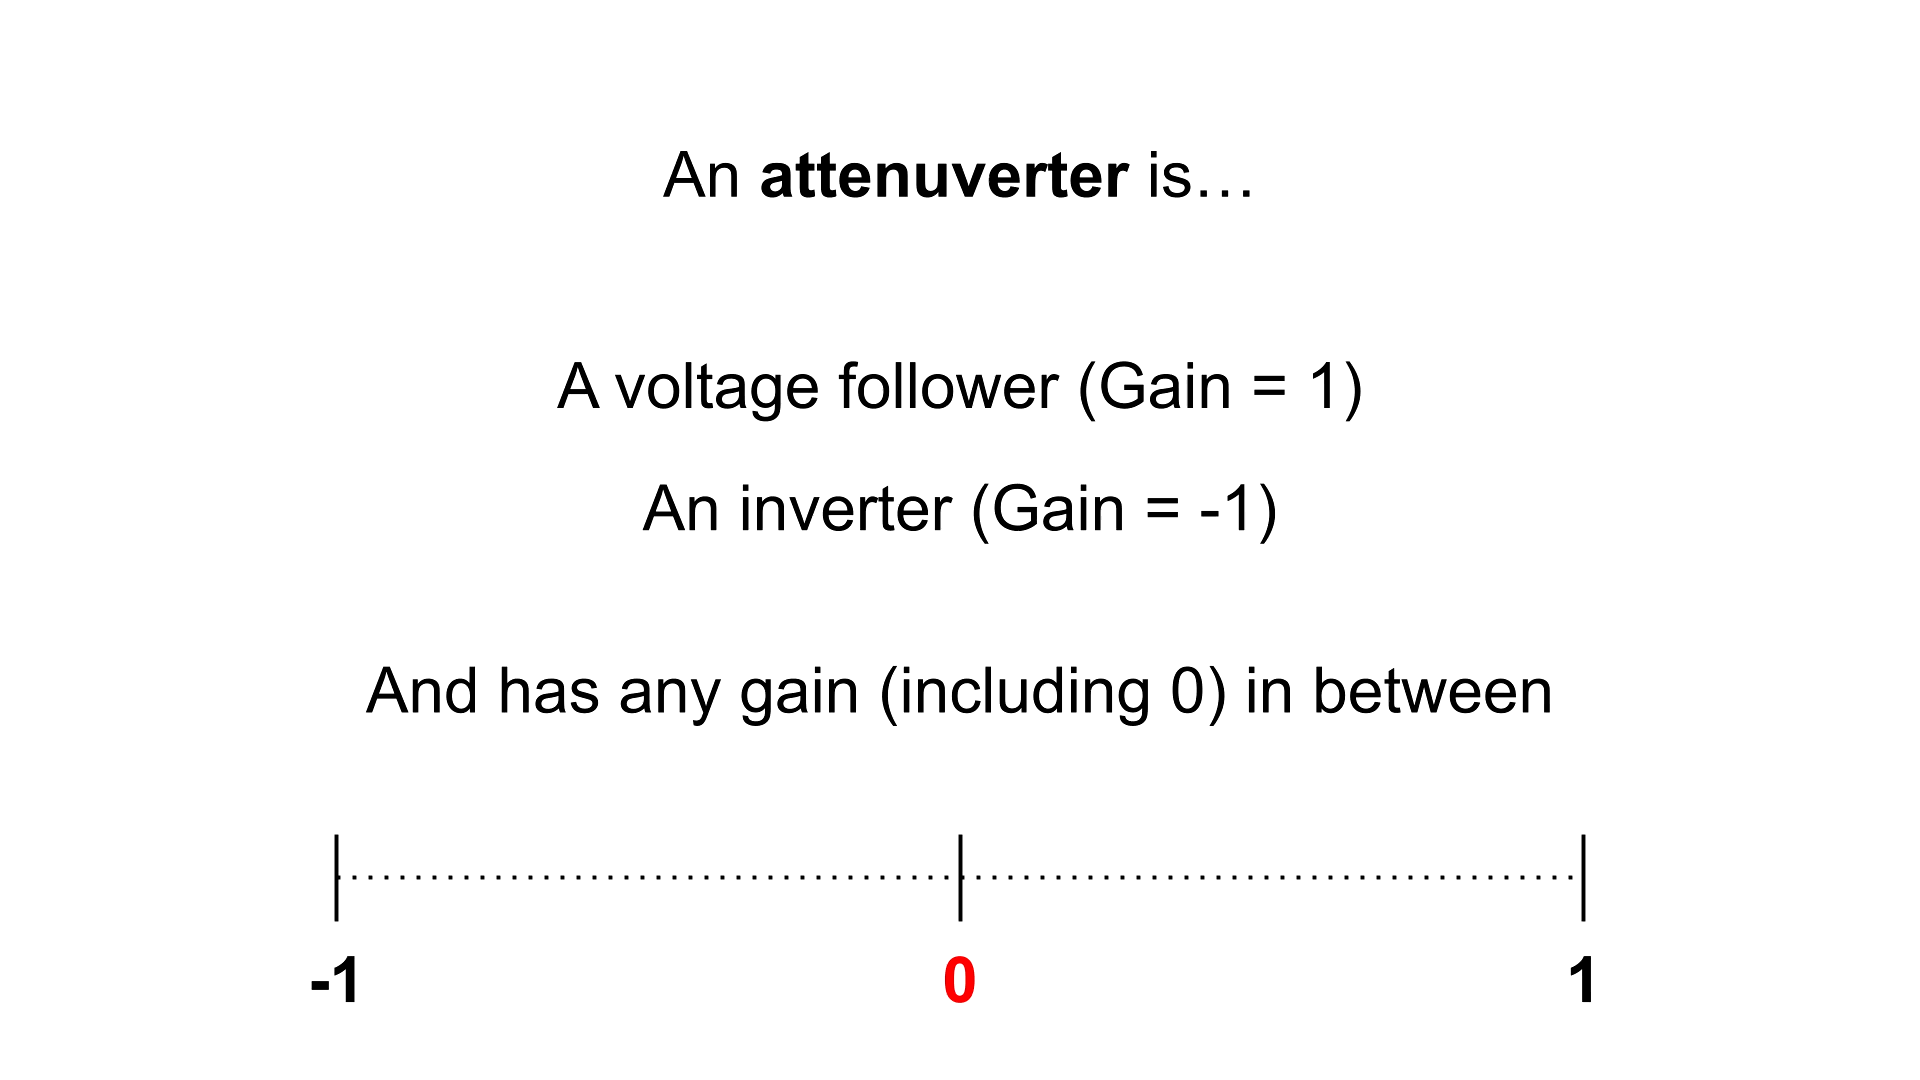 An attenuverter is…
A voltage follower (Gain = 1)
An inverter (Gain = -1)
And has any gain (including 0) in between
-1 0 1